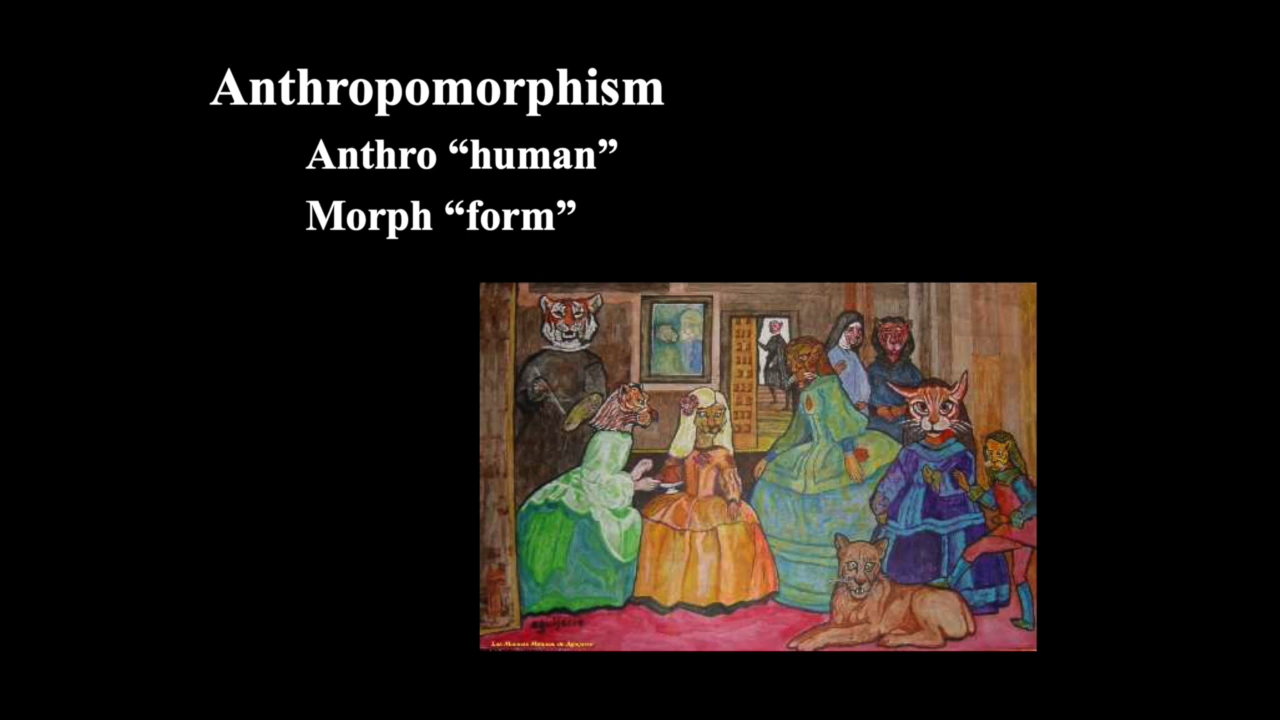 Anthropomorphism
Anthro “human”
Morph “form”